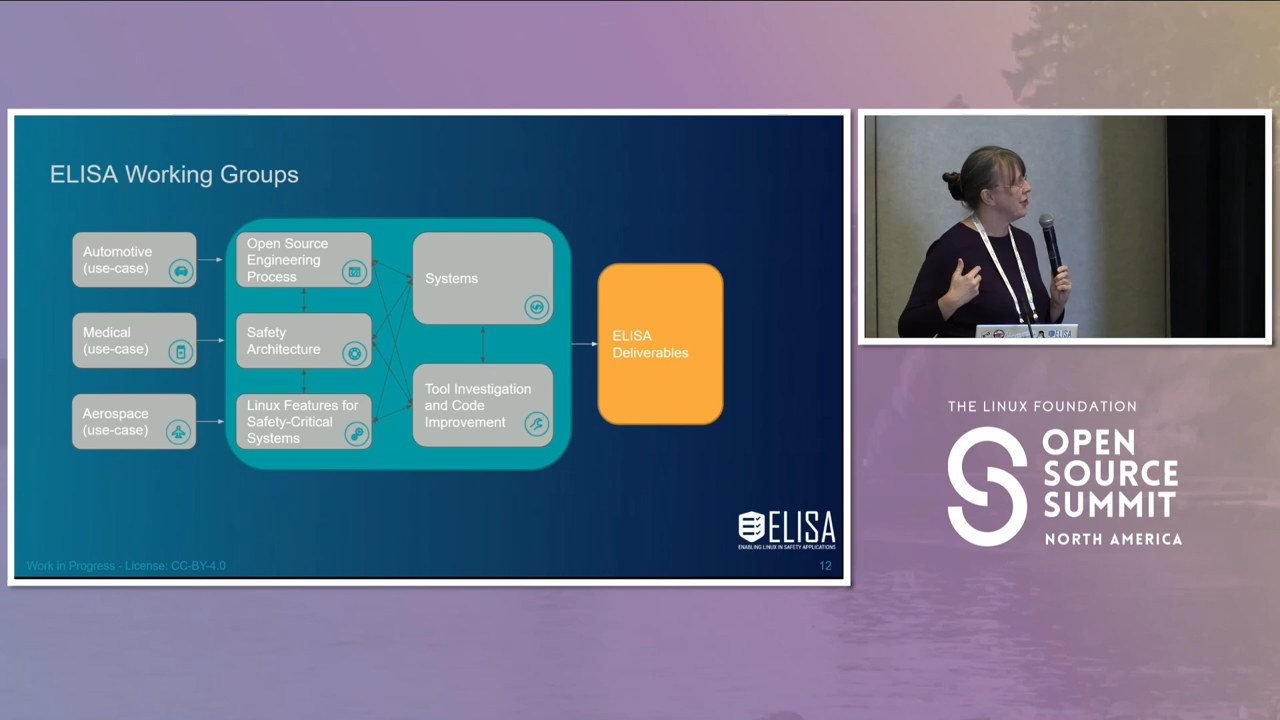 ELISA Working Groups
Automotive
(use-case)
Medical
(use-case)
Aerospace
(use-case)
Open Source
Engineering
Process
Safety
Architecture
Linux Features for
Safety-Critical
Systems
Systems
Tool Investigation
and Code
Improvement
ELISA
Deliverables
ELISA
ENABLING LINUX IN SAFETY APPLICATIONS
Work in Progress - License: CC-BY-4.0
12
ELISA
THE LINUX FOUNDATION
OPEN
SOURCE
SUMMIT
NORTH AMERICA